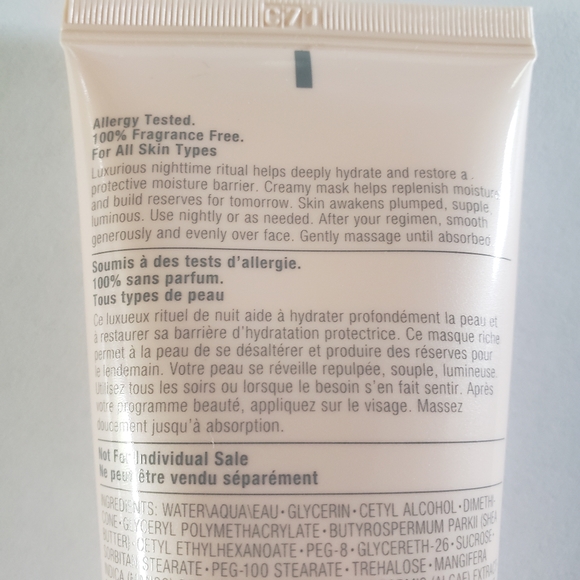 C71
Allergy Tested.
100% Fragrance Free.
For All Skin Types
Luxurious nighttime ritual helps deeply hydrate and restore a
protective moisture barrier. Creamy mask helps replenish moisture
and build reserves for tomorrow. Skin awakens plumped, supple,
luminous. Use nightly or as needed. After your regimen, smooth
generously and evenly over face. Gently massage until absorbed
Soumis à des tests d'allergie.
100% sans parfum.
Tous types de peau
Ce luxueux rituel de nuit aide à hydrater profondément la peau et
à restaurer sa barrière d'hydratation protectrice. Ce masque riche
permet à la peau de se désaltérer et produire des réserves pour
le lendemain. Votre peau se réveille repulpée, souple, lumineuse.
Utilisez tous les soirs ou lorsque le besoin s'en fait sentir. Après
votre programme beauté, appliquez sur le visage. Massez
doucement jusqu'à absorption.
Not For Individual Sale
Ne peut être vendu séparément
INGREDIENTS: WATER\AQUA\EAU • GLYCERIN • CETYL ALCOHOL • DIMETHI-
CONE • GLYCERYL POLYMETHACRYLATE • BUTYROSPERMUM PARKII (SHEA
BUTTER) • CETYL ETHYLHEXANOATE • PEG-8 • GLYCERETH-26 • SUCROSE •
SORBITAN STEARATE • PEG-100 STEARATE • TREHALOSE • MANGIFERA
(ALGAE) EXTRACT